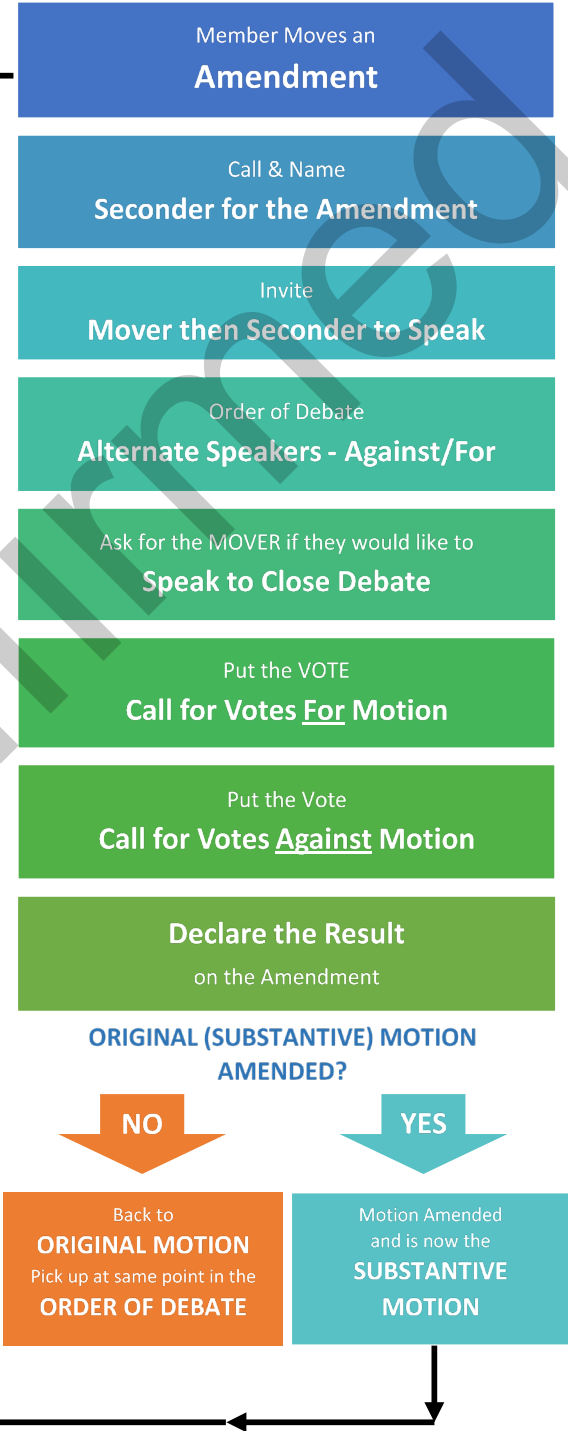 Member Moves an
Amendment
Call & Name
Seconder for the Amendment
Invite
Mover then Seconder to Speak
Order of Debate
Alternate Speakers - Against/For
Ask for the MOVER if they would like to
Speak to Close Debate
Put the VOTE
Call for Votes For Motion
Put the Vote
Call for Votes Against Motion
Declare the Result
on the Amendment
ORIGINAL (SUBSTANTIVE) MOTION
AMENDED?
NO
YES
Back to
ORIGINAL MOTION
Pick up at same point in the
ORDER OF DEBATE
Motion Amended
and is now the
SUBSTANTIVE
MOTION